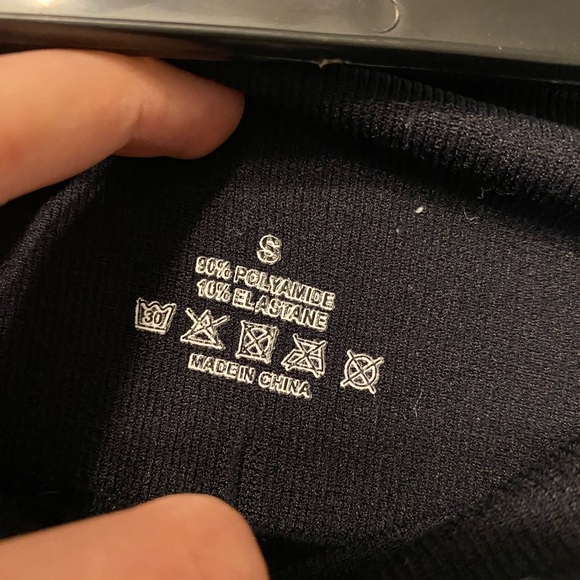 S
90% POLYAMIDE
10% ELASTANE
30
MADE IN CHINA